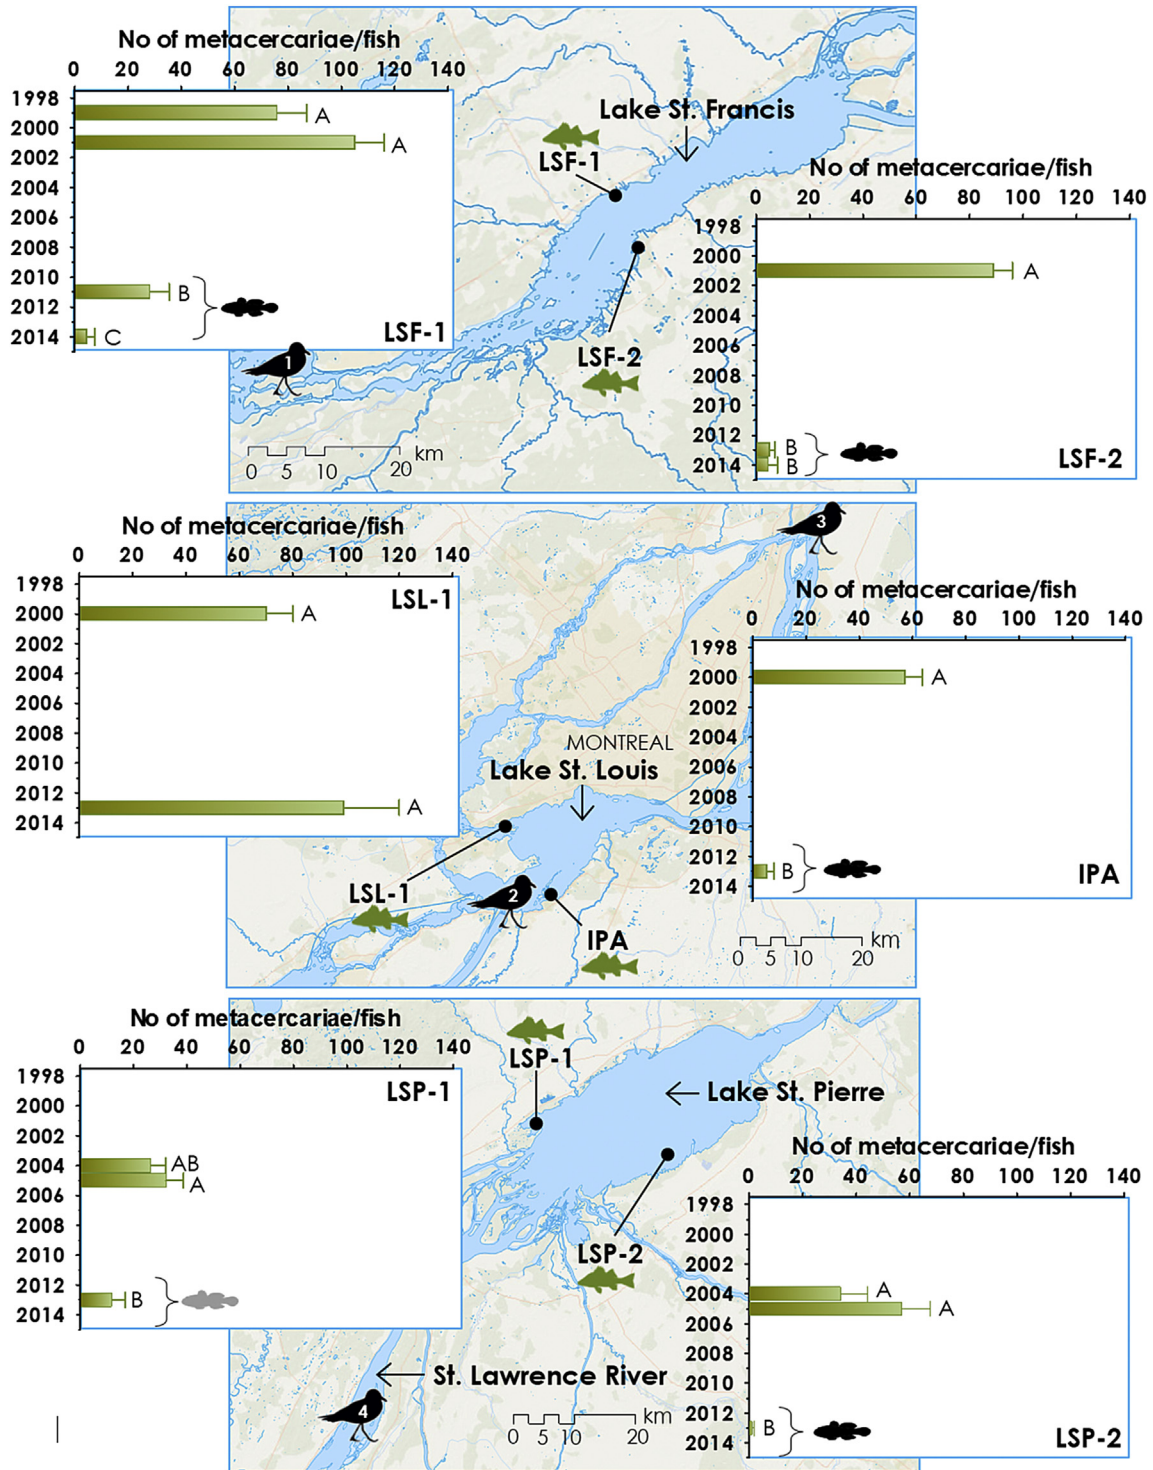 No of metacercariae/fish
0 20 40 60 80 100 120 140
1998
2000
2002
2004
2006
2008
2010
2012
2014
A
A
B
C
LSF-1
Lake St. Francis
LSF-1
LSF-2
1
km
0 5 10 20
No of metacercariae/fish
0 20 40 60 80 100 120 140
1998
2000
2002
2004
2006
2008
2010
2012
2014
A
B
B
LSF-2
No of metacercariae/fish
0 20 40 60 80 100 120 140
1998
2000
2002
2004
2006
2008
2010
2012
2014
LSL-1
A
A
3
MONTREAL
Lake St. Louis
LSL-1
2
IPA
No of metacercariae/fish
0 20 40 60 80 100 120 140
1998
2000
2002
2004
2006
2008
2010
2012
2014
A
B
IPA
km
0 5 10 20
No of metacercariae/fish
0 20 40 60 80 100 120 140
1998
2000
2002
2004
2006
2008
2010
2012
2014
LSP-1
AB
A
B
LSP-1
Lake St. Pierre
LSP-2
St. Lawrence River
4
km
0 5 10 20
No of metacercariae/fish
0 20 40 60 80 100 120 140
1998
2000
2002
2004
2006
2008
2010
2012
2014
A
A
B
LSP-2